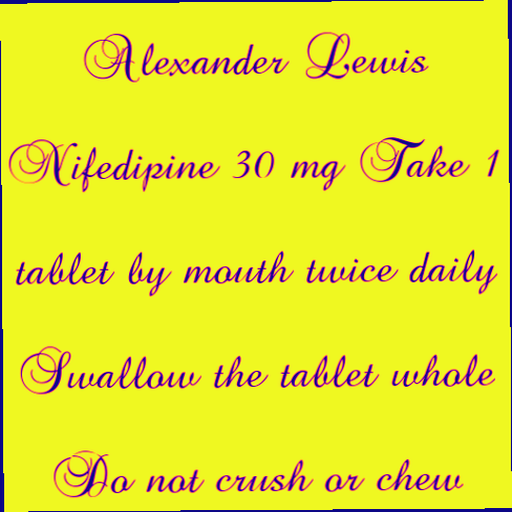 Alexander Lewis
Nifedipine 30 mg Take 1
tablet by mouth twice daily
Swallow the tablet whole
Do not crush or chew